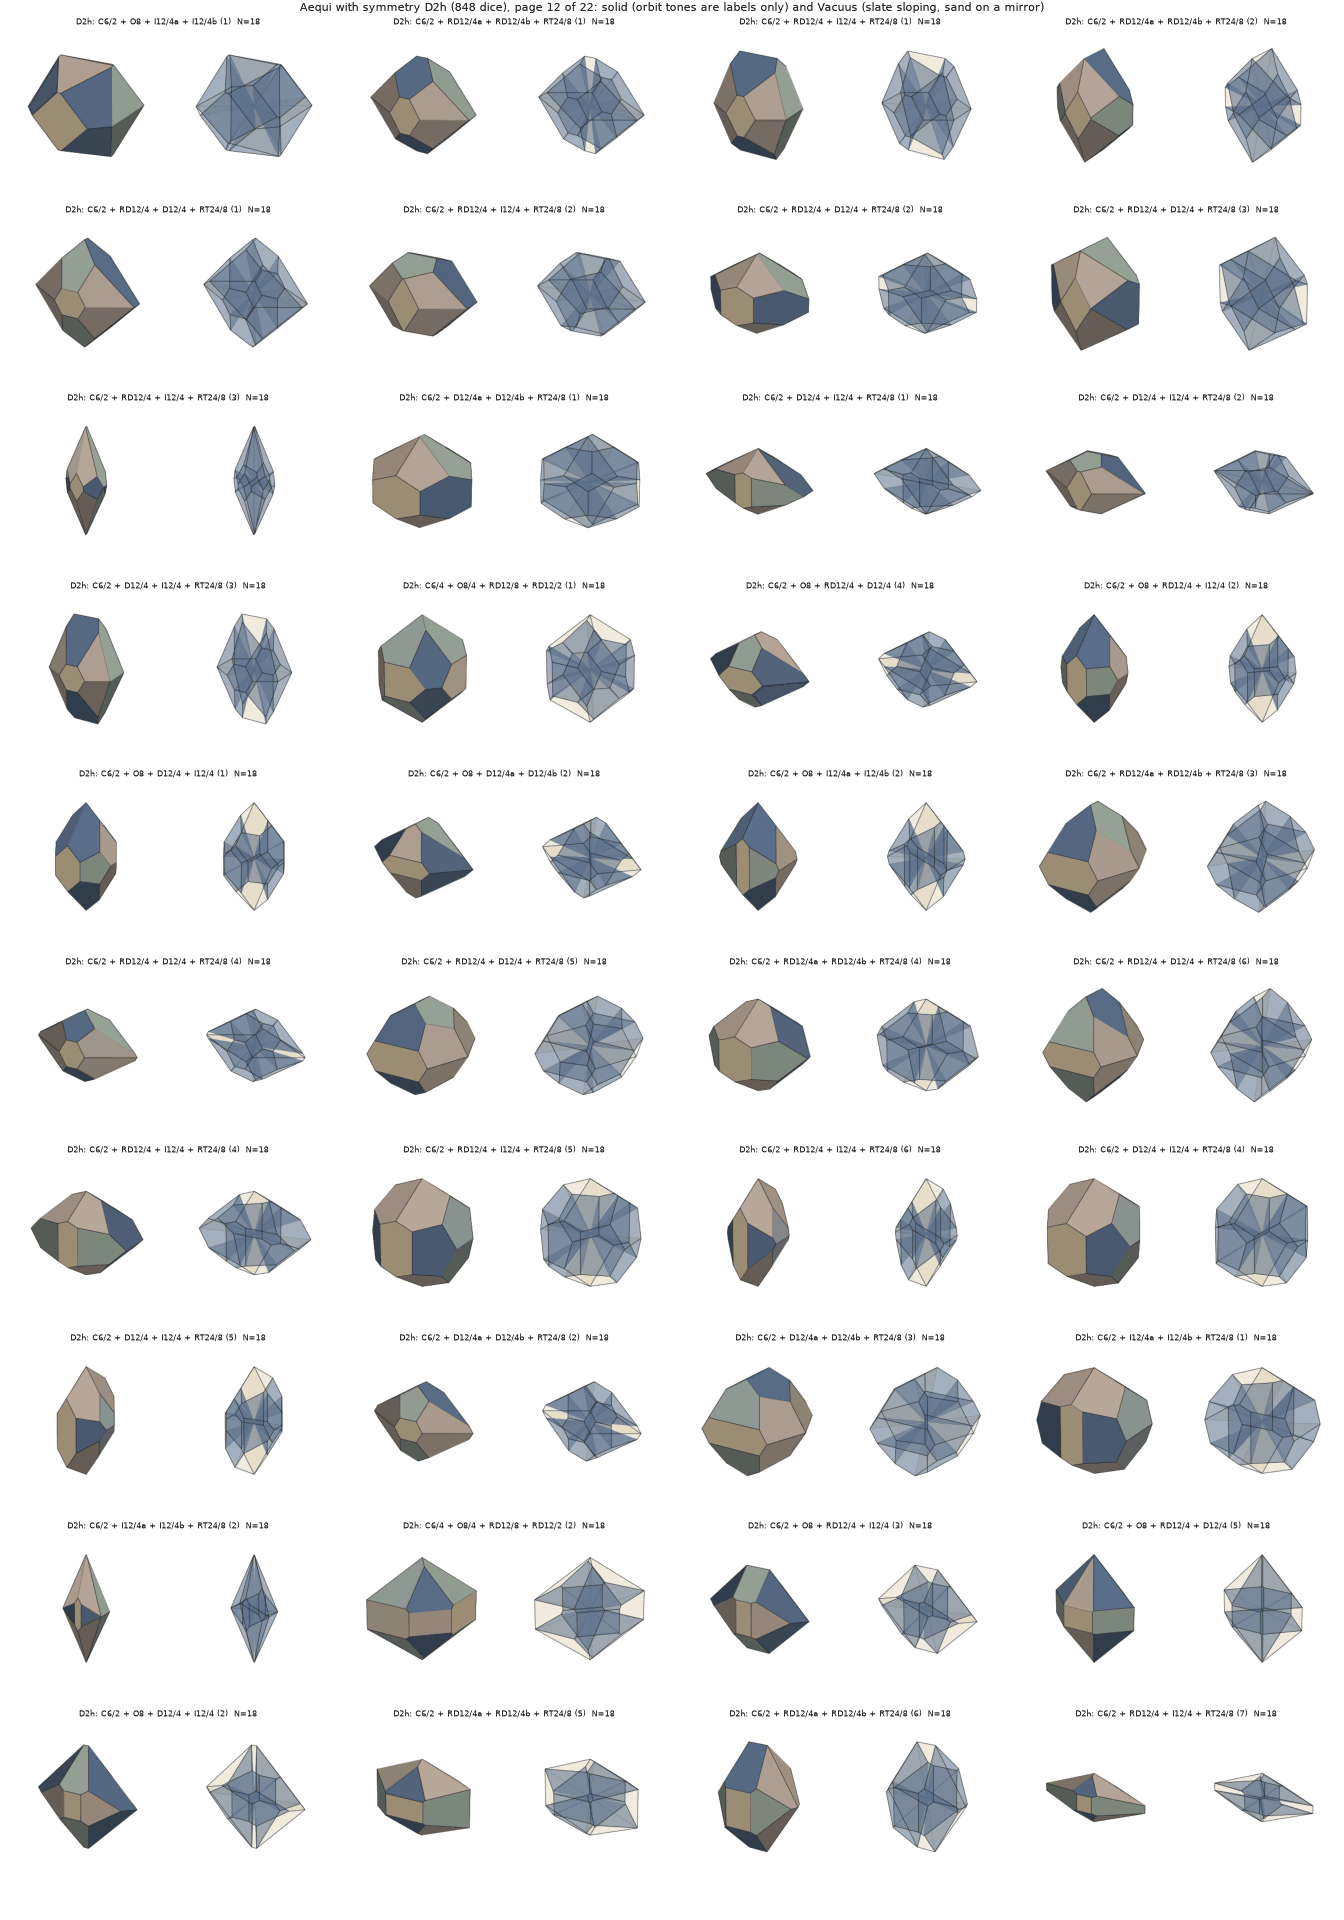 Aequi with symmetry D2h (848 dice), page 12 of 22: solid (orbit tones are labels only) and Vacuus (slate sloping, sand on a mirror)
D2h: C6/2 + O8 + I12/4a + I12/4b (1) N=18
D2h: C6/2 + RD12/4a + RD12/4b + RT24/8 (1) N=18
D2h: C6/2 + RD12/4 + I12/4 + RT24/8 (1) N=18
D2h: C6/2 + RD12/4a + RD12/4b + RT24/8 (2) N=18
D2h: C6/2 + RD12/4 + D12/4 + RT24/8 (1) N=18
D2h: C6/2 + RD12/4 + I12/4 + RT24/8 (2) N=18
D2h: C6/2 + RD12/4 + D12/4 + RT24/8 (2) N=18
D2h: C6/2 + RD12/4 + D12/4 + RT24/8 (3) N=18
D2h: C6/2 + RD12/4 + I12/4 + RT24/8 (3) N=18
D2h: C6/2 + D12/4a + D12/4b + RT24/8 (1) N=18
D2h: C6/2 + D12/4 + I12/4 + RT24/8 (1) N=18
D2h: C6/2 + D12/4 + I12/4 + RT24/8 (2) N=18
D2h: C6/2 + D12/4 + I12/4 + RT24/8 (3) N=18
D2h: C6/4 + O8/4 + RD12/8 + RD12/2 (1) N=18
D2h: C6/2 + O8 + RD12/4 + D12/4 (4) N=18
D2h: C6/2 + O8 + RD12/4 + I12/4 (2) N=18
D2h: C6/2 + O8 + D12/4 + I12/4 (1) N=18
D2h: C6/2 + O8 + D12/4a + D12/4b (2) N=18
D2h: C6/2 + O8 + I12/4a + I12/4b (2) N=18
D2h: C6/2 + RD12/4a + RD12/4b + RT24/8 (3) N=18
D2h: C6/2 + RD12/4 + D12/4 + RT24/8 (4) N=18
D2h: C6/2 + RD12/4 + D12/4 + RT24/8 (5) N=18
D2h: C6/2 + RD12/4a + RD12/4b + RT24/8 (4) N=18
D2h: C6/2 + RD12/4 + D12/4 + RT24/8 (6) N=18
D2h: C6/2 + RD12/4 + I12/4 + RT24/8 (4) N=18
D2h: C6/2 + RD12/4 + I12/4 + RT24/8 (5) N=18
D2h: C6/2 + RD12/4 + I12/4 + RT24/8 (6) N=18
D2h: C6/2 + D12/4 + I12/4 + RT24/8 (4) N=18
D2h: C6/2 + D12/4 + I12/4 + RT24/8 (5) N=18
D2h: C6/2 + D12/4a + D12/4b + RT24/8 (2) N=18
D2h: C6/2 + D12/4a + D12/4b + RT24/8 (3) N=18
D2h: C6/2 + I12/4a + I12/4b + RT24/8 (1) N=18
D2h: C6/2 + I12/4a + I12/4b + RT24/8 (2) N=18
D2h: C6/4 + O8/4 + RD12/8 + RD12/2 (2) N=18
D2h: C6/2 + O8 + RD12/4 + I12/4 (3) N=18
D2h: C6/2 + O8 + RD12/4 + D12/4 (5) N=18
D2h: C6/2 + O8 + D12/4 + I12/4 (2) N=18
D2h: C6/2 + RD12/4a + RD12/4b + RT24/8 (5) N=18
D2h: C6/2 + RD12/4a + RD12/4b + RT24/8 (6) N=18
D2h: C6/2 + RD12/4 + I12/4 + RT24/8 (7) N=18